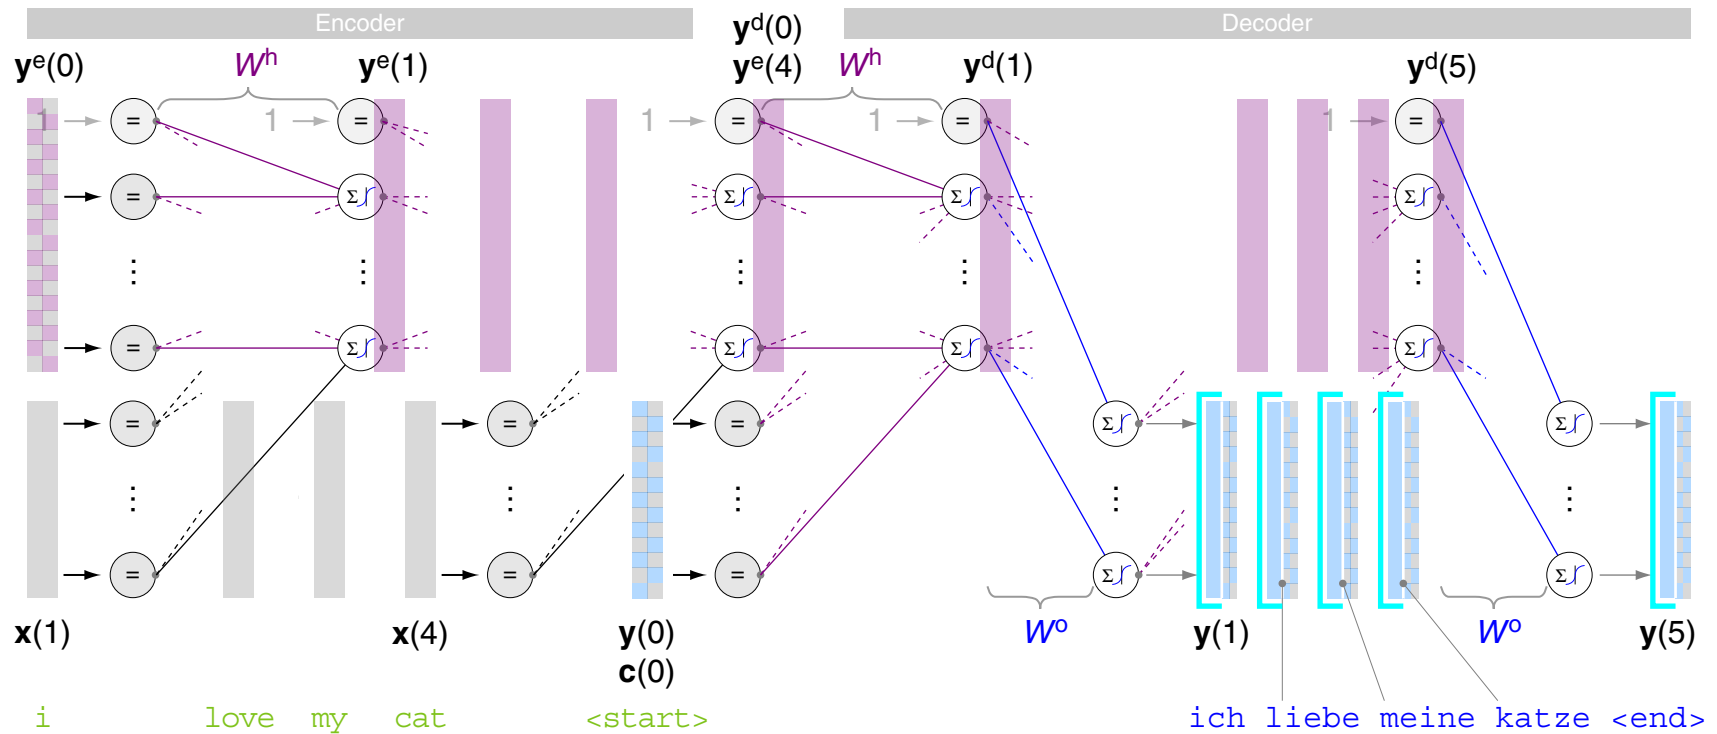 Encoder Decoder
y^d(0)
y^e(0) W^h y^e(1) y^e(4) W^h y^d(1) y^d(5)
1 = 1 = 1 = 1 = 1 =
= Σ Σ Σ Σ
⋮ ⋮ ⋮ ⋮ ⋮
= Σ Σ Σ Σ
= = = Σ Σ
⋮ ⋮ ⋮ ⋮ ⋮
= = = Σ Σ
x(1) x(4) y(0) W^o y(1) W^o y(5)
c(0)
i love my cat <start> ich liebe meine katze <end>